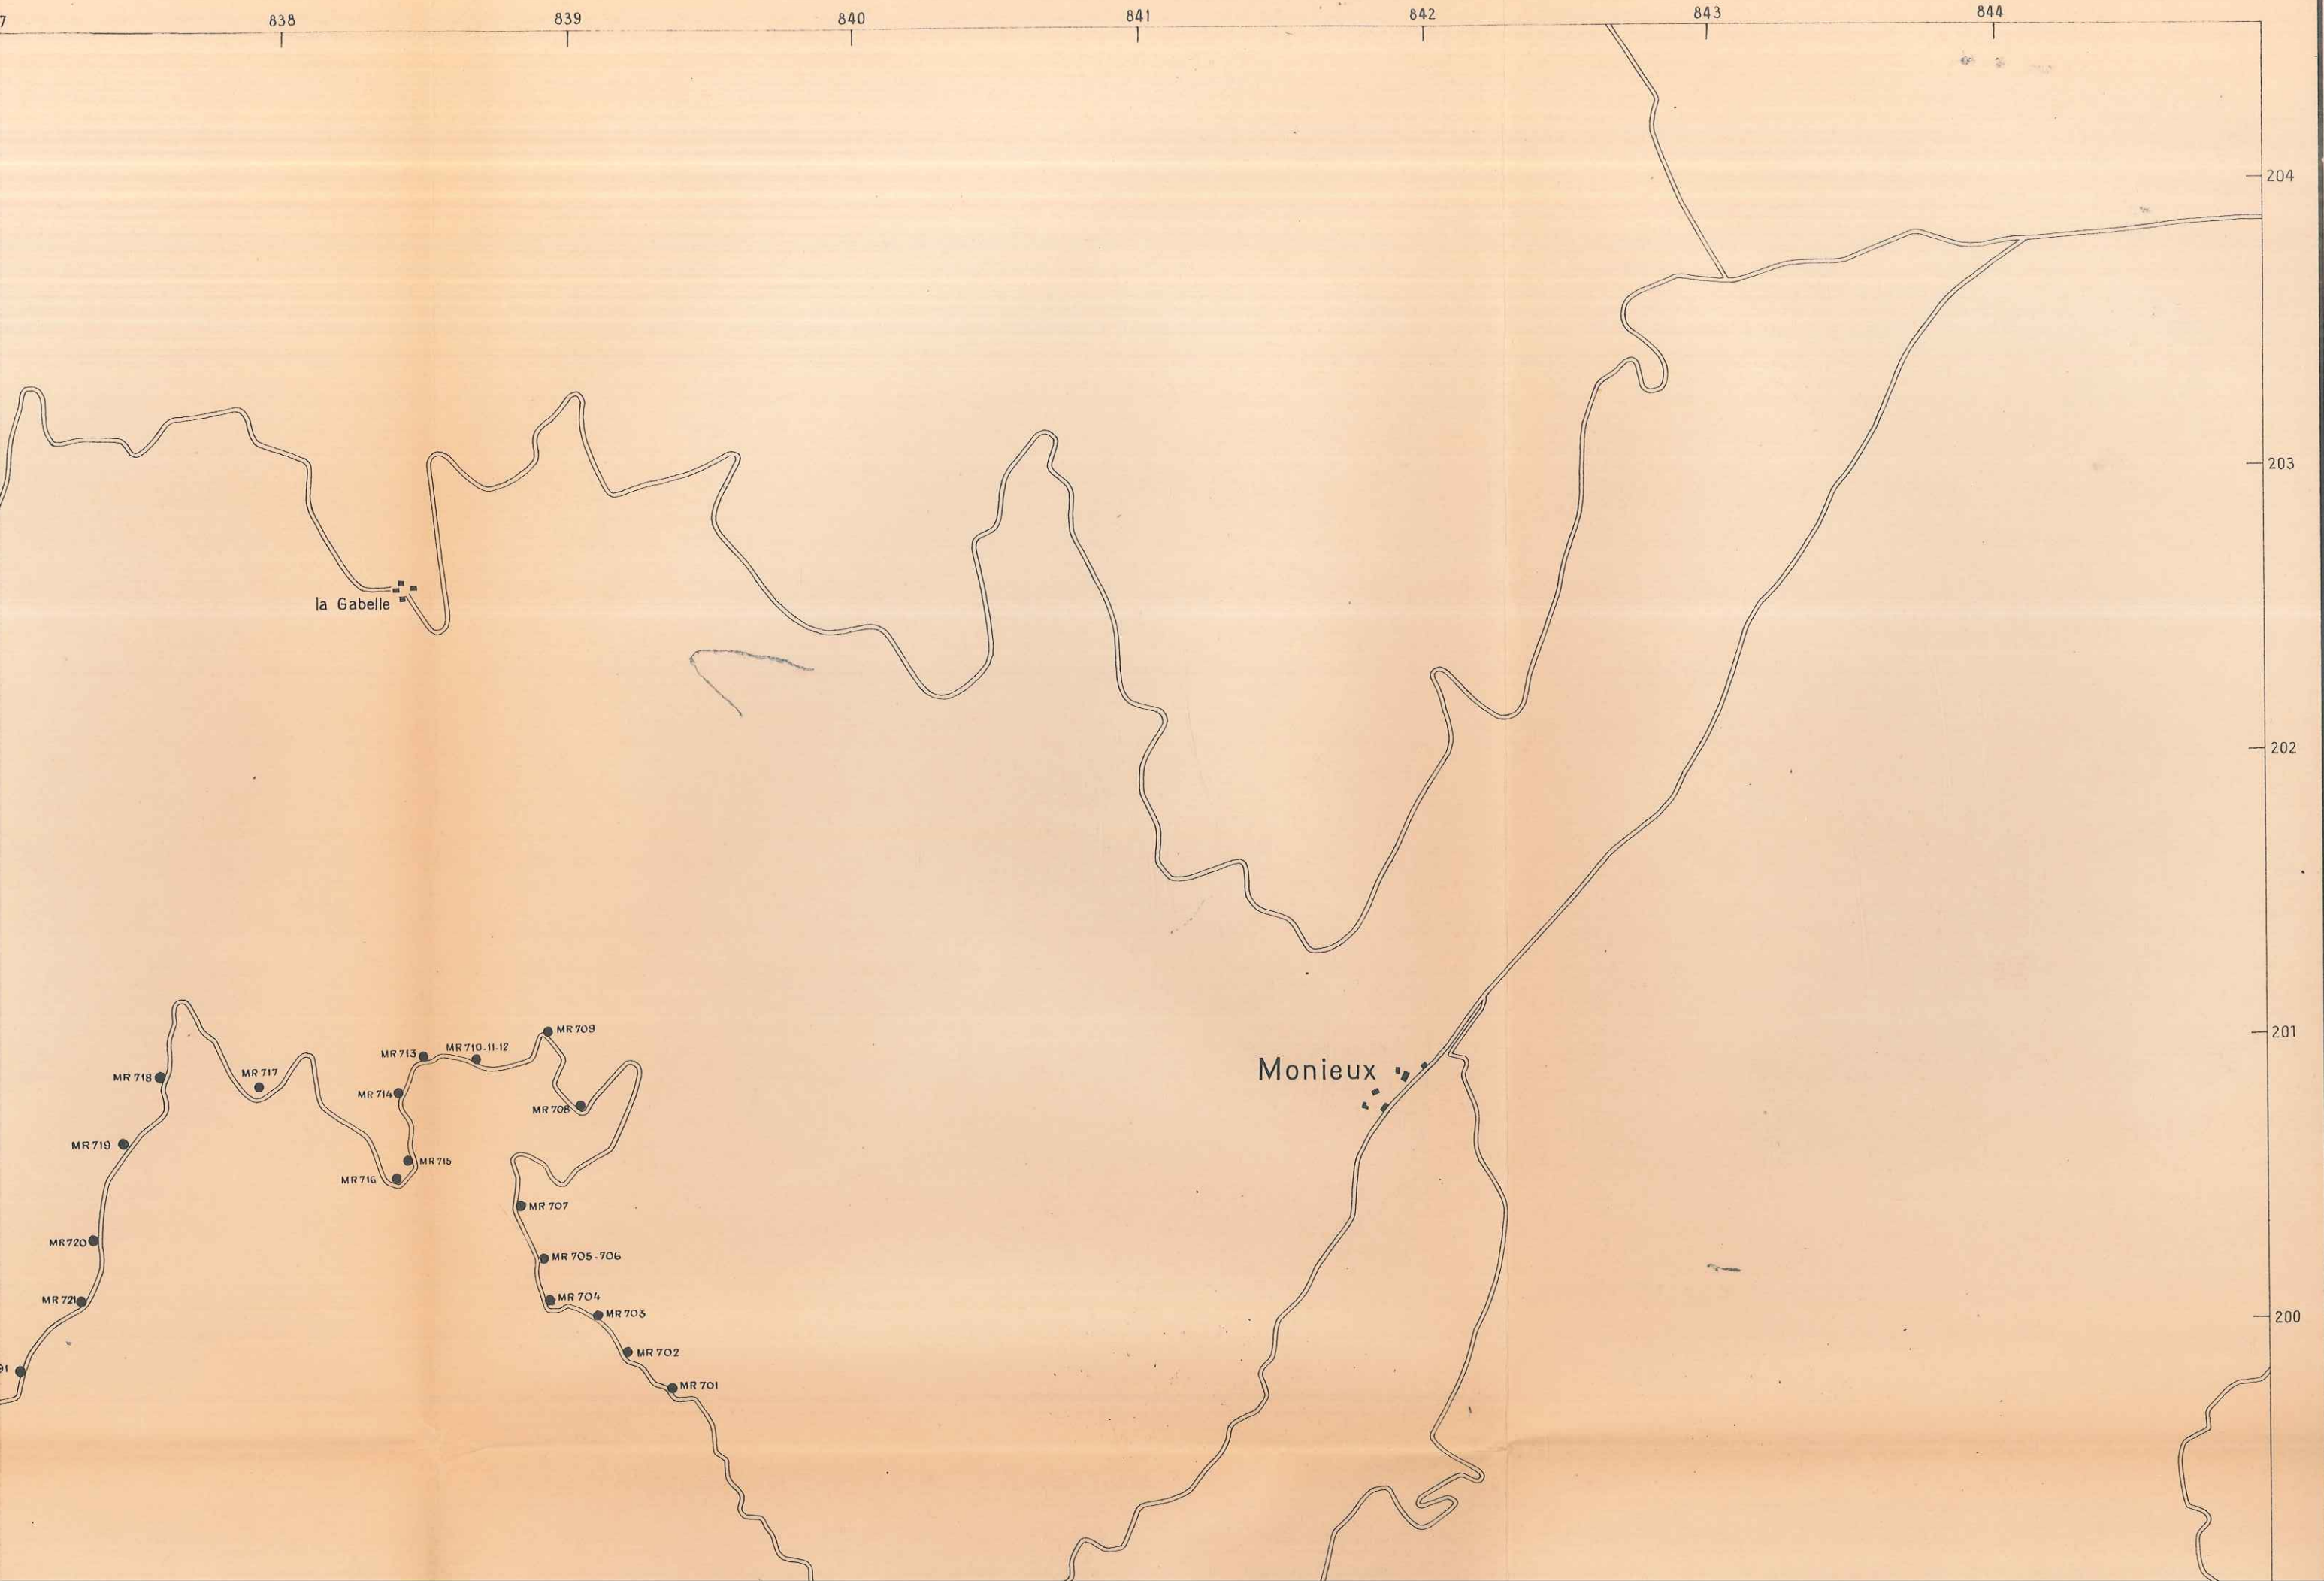 7 838 839 840 841 842 843 844
204
203
la Gabelle
202
MR 709
201
MR 710-11-12
MR 713
Monieux
MR 717
MR 718
MR 714
MR 708
MR 719
MR 715
MR 716
MR 707
MR 720
MR 705-706
MR 704
MR 721
MR 703
200
MR 702
91
MR 701